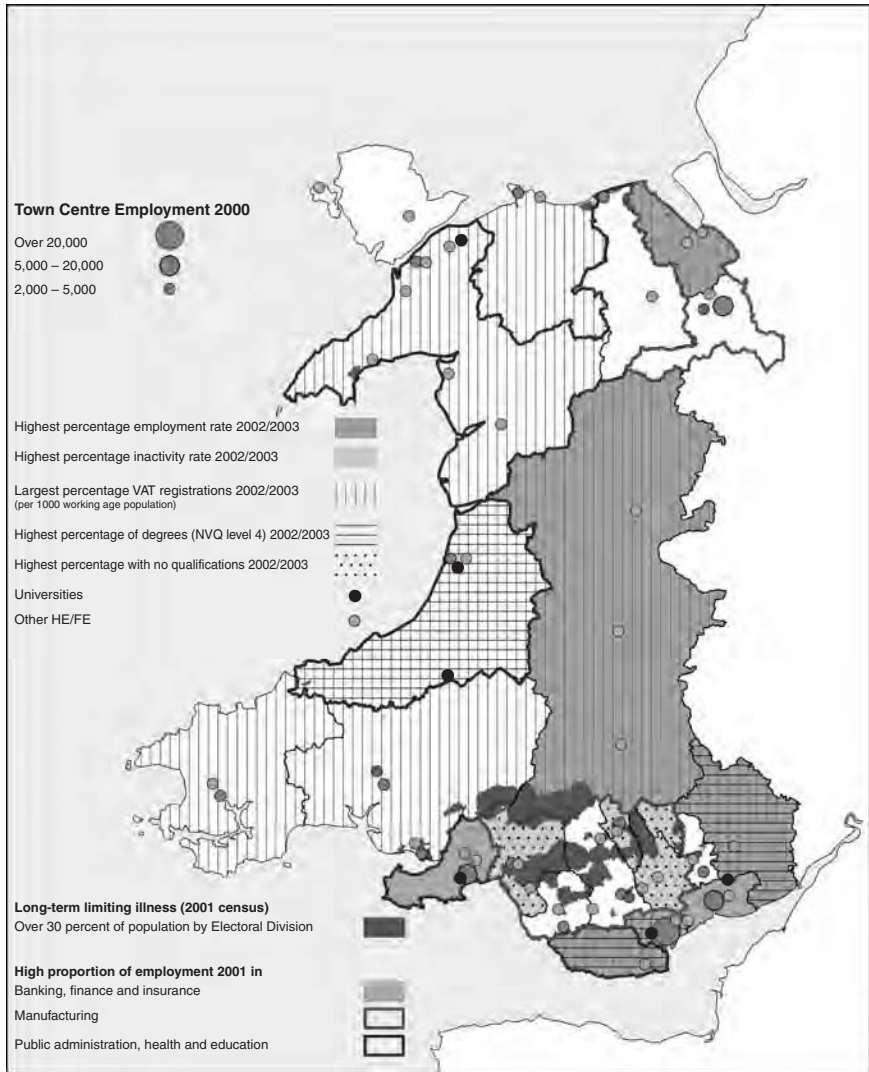 Town Centre Employment 2000
Over 20,000
5,000 – 20,000
2,000 – 5,000
Highest percentage employment rate 2002/2003
Highest percentage inactivity rate 2002/2003
Largest percentage VAT registrations 2002/2003
(per 1000 working age population)
Highest percentage of degrees (NVQ level 4) 2002/2003
Highest percentage with no qualifications 2002/2003
Universities
Other HE/FE
Long-term limiting illness (2001 census)
Over 30 percent of population by Electoral Division
High proportion of employment 2001 in
Banking, finance and insurance
Manufacturing
Public administration, health and education